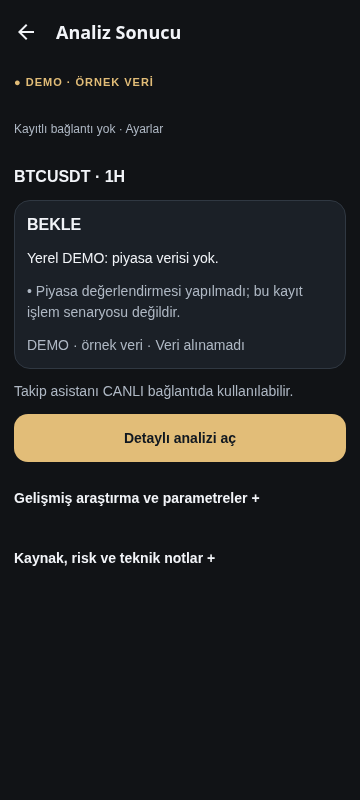 Analiz Sonucu
● DEMO · ÖRNEK VERİ
Kayıtlı bağlantı yok · Ayarlar
BTCUSDT · 1H
BEKLE
Yerel DEMO: piyasa verisi yok.
• Piyasa değerlendirmesi yapılmadı; bu kayıt
işlem senaryosu değildir.
DEMO · örnek veri · Veri alınamadı
Takip asistanı CANLI bağlantıda kullanılabilir.
Detaylı analizi aç
Gelişmiş araştırma ve parametreler +
Kaynak, risk ve teknik notlar +